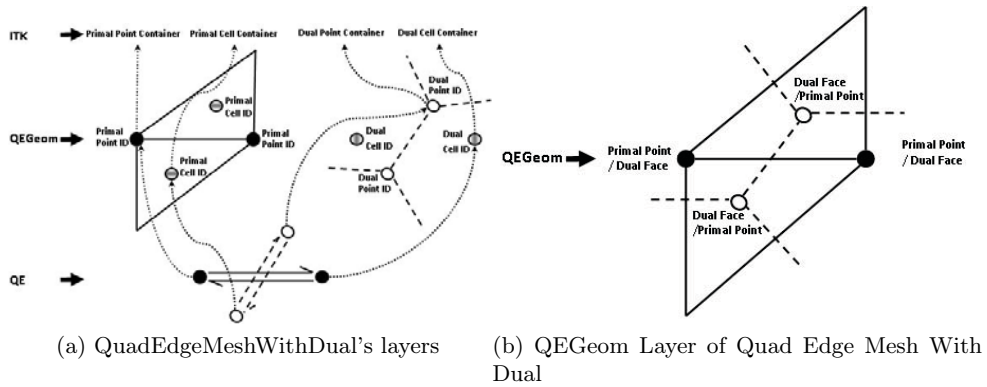 ITK
Primal Point Container
Primal Cell Container
Dual Point Container
Dual Cell Container
Dual
Point ID
Primal
Cell ID
QEGeom
Primal
Point ID
Primal
Point ID
Dual
Cell ID
Dual
Cell ID
Primal
Cell ID
Dual
Point ID
QE
(a) QuadEdgeMeshWithDual's layers
Dual Face
/Primal Point
QEGeom
Primal Point
/ Dual Face
Primal Point
/ Dual Face
Dual Face
/Primal Point
(b) QEGeom Layer of Quad Edge Mesh With
Dual